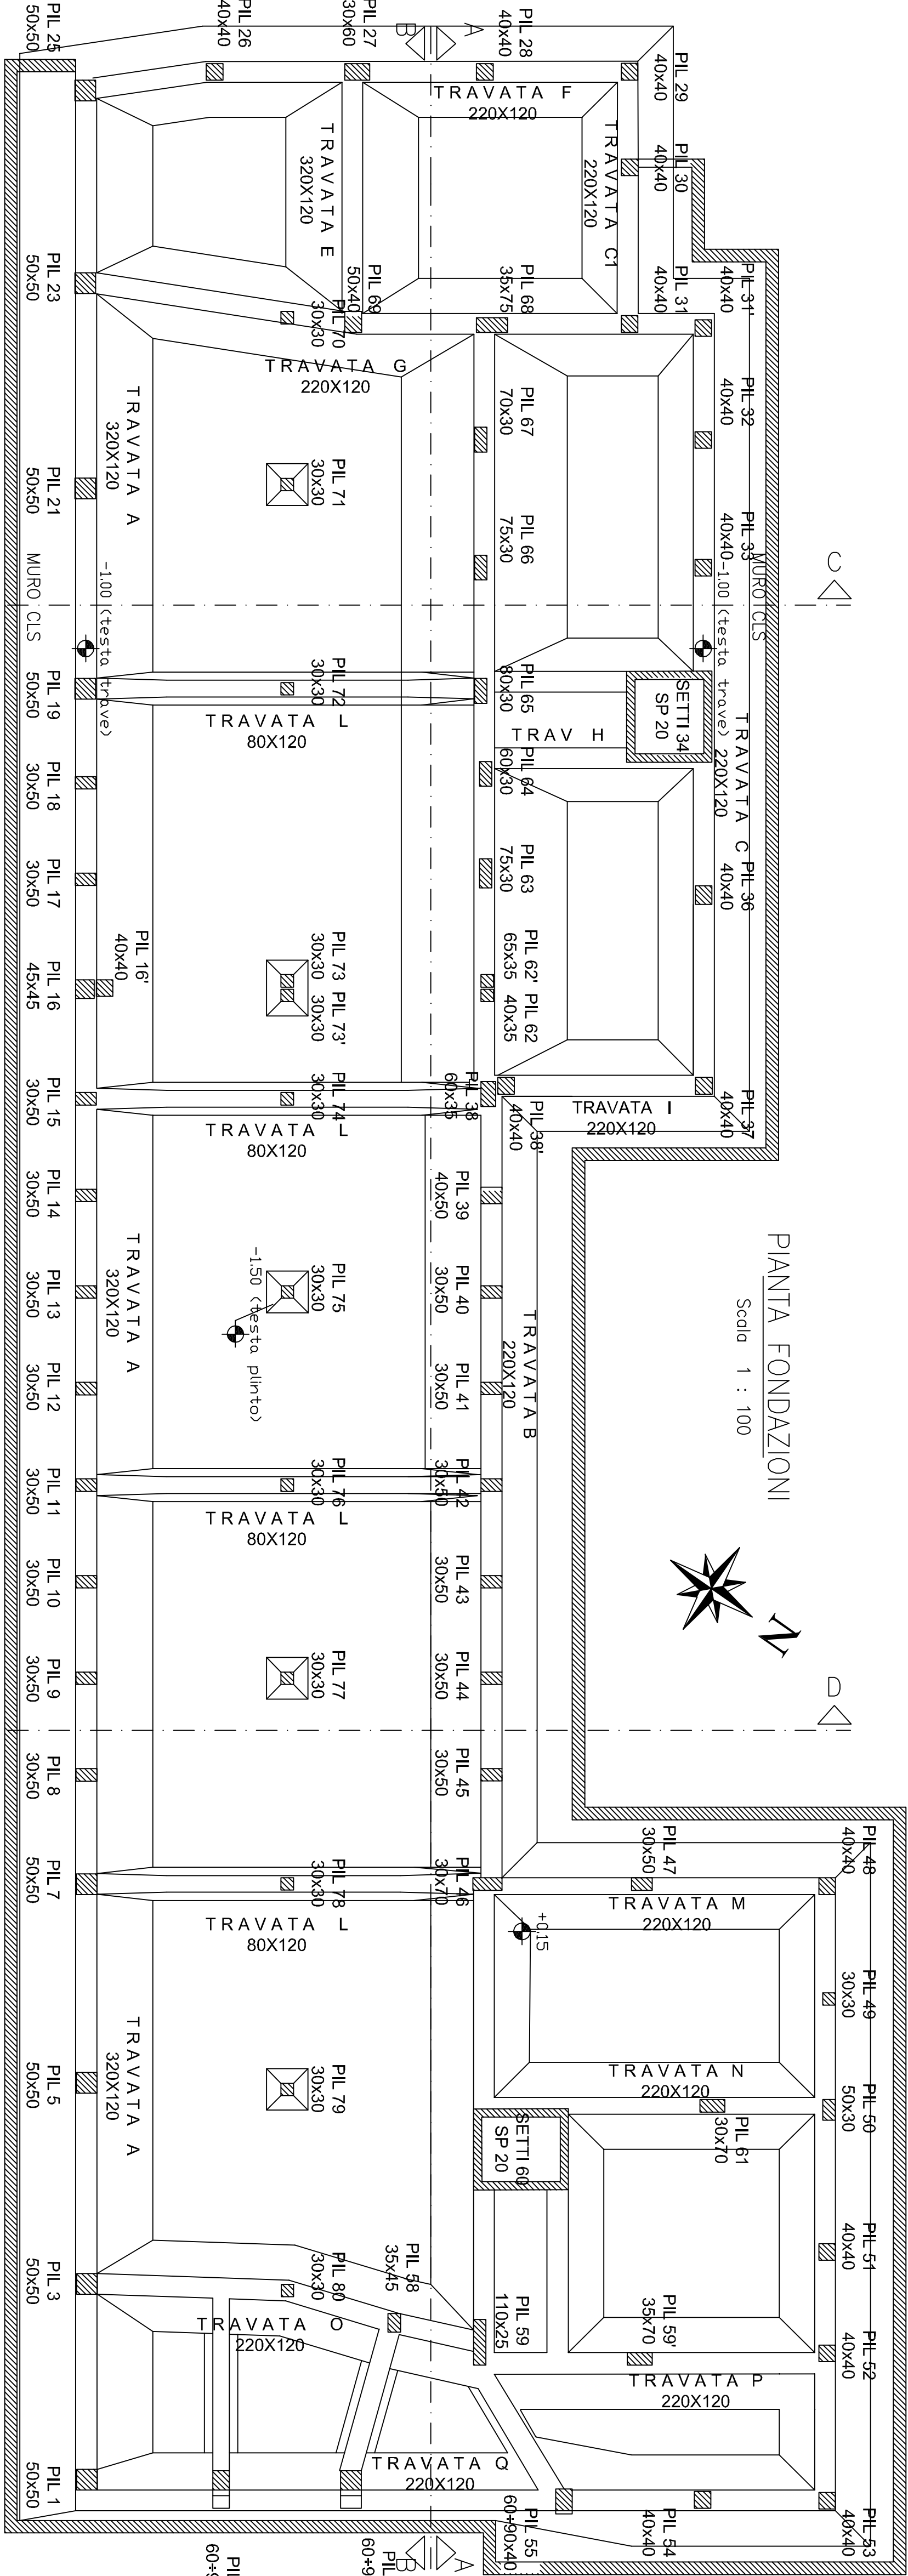 PIANTA FONDAZIONI
Scala 1 : 100
N
C
D
A
B
PIL 25
50x50
PIL 26
40x40
PIL 27
30x60
PIL 28
40x40
PIL 29
40x40
PIL 30
40x40
PIL 31
40x40
PIL 31'
40x40
PIL 32
40x40
PIL 33
40x40
MURO CLS
-1.00 (testa trave)
SETTI 34
SP 20
TRAVATA C
220X120
PIL 36
40x40
PIL 37
40x40
TRAVATA F
220X120
TRAVATA C1
220X120
TRAVATA E
320X120
PIL 69
50x40
PIL 68
35x75
PIL 70
30x30
TRAVATA G
220X120
PIL 67
70x30
PIL 66
75x30
PIL 65
80x30
TRAV H
PIL 64
60x30
PIL 63
75x30
PIL 62'
65x35
PIL 62
40x35
PIL 38
60x35
PIL 38'
40x40
TRAVATA I
220X120
PIL 71
30x30
PIL 72
30x30
TRAVATA L
80X120
PIL 73
30x30
PIL 73'
30x30
PIL 74
30x30
TRAVATA L
80X120
PIL 39
40x50
PIL 40
30x50
PIL 41
30x50
PIL 42
30x50
PIL 43
30x50
PIL 44
30x50
PIL 45
30x50
PIL 46
30x70
TRAVATA B
220X120
PIL 75
30x30
-1.50 (testa plinto)
PIL 76
30x30
TRAVATA L
80X120
PIL 77
30x30
PIL 78
30x30
TRAVATA L
80X120
PIL 79
30x30
PIL 80
30x30
PIL 47
30x50
PIL 48
40x40
PIL 49
30x30
PIL 50
50x30
PIL 51
40x40
PIL 52
40x40
PIL 53
40x40
TRAVATA M
220X120
+0.15
TRAVATA N
220X120
PIL 61
30x70
SETTI 60
SP 20
PIL 59
110x25
PIL 59'
35x70
PIL 58
35x45
TRAVATA O
220X120
TRAVATA P
220X120
TRAVATA Q
220X120
PIL 54
40x40
PIL 55
60÷90x40
PIL
60÷9
PIL
60÷9
A
B
TRAVATA A
320X120
-1.00 (testa trave)
TRAVATA A
320X120
TRAVATA A
320X120
PIL 23
50x50
PIL 21
50x50
MURO CLS
PIL 19
50x50
PIL 18
30x50
PIL 17
30x50
PIL 16'
40x40
PIL 16
45x45
PIL 15
30x50
PIL 14
30x50
PIL 13
30x50
PIL 12
30x50
PIL 11
30x50
PIL 10
30x50
PIL 9
30x50
PIL 8
30x50
PIL 7
50x50
PIL 5
50x50
PIL 3
50x50
PIL 1
50x50